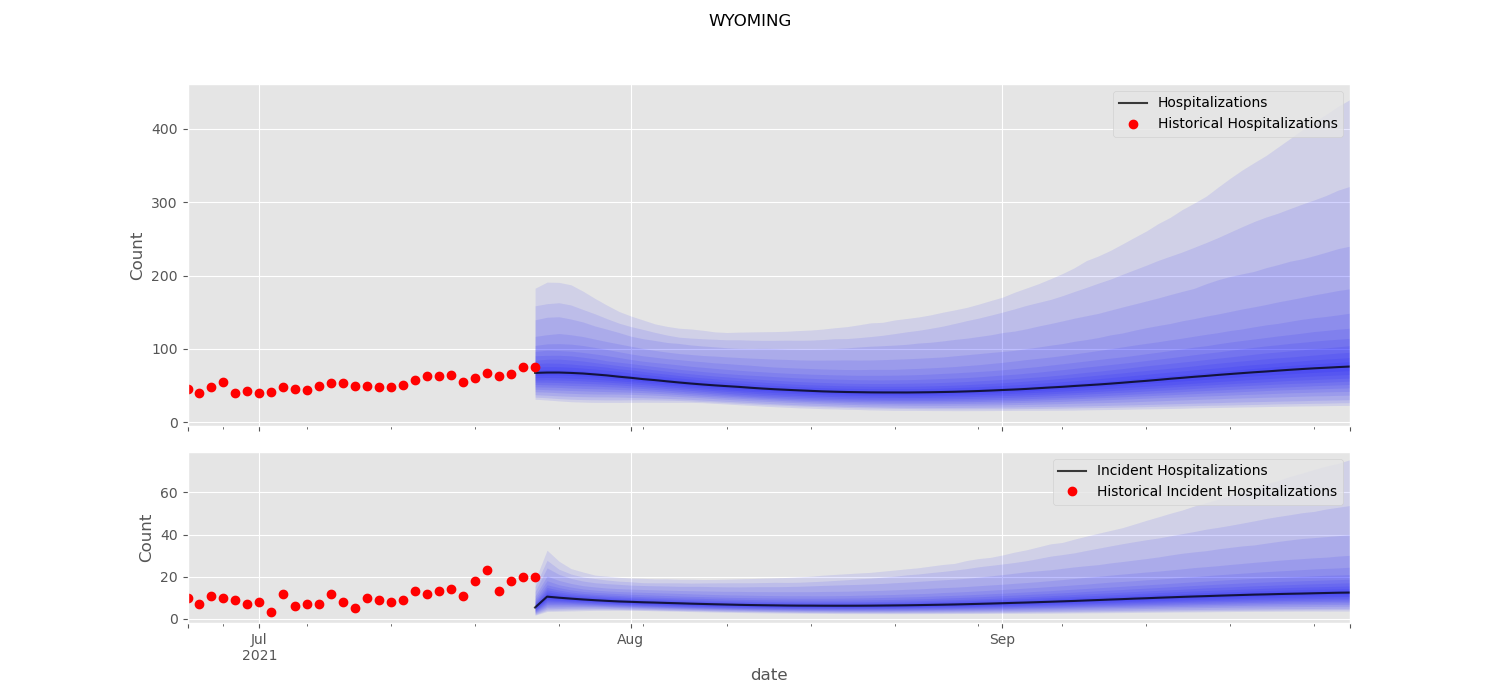 WYOMING
Hospitalizations
Historical Hospitalizations
400
300
200
100
0
Count
Incident Hospitalizations
Historical Incident Hospitalizations
60
40
20
0
Count
Jul
2021
Aug
Sep
date